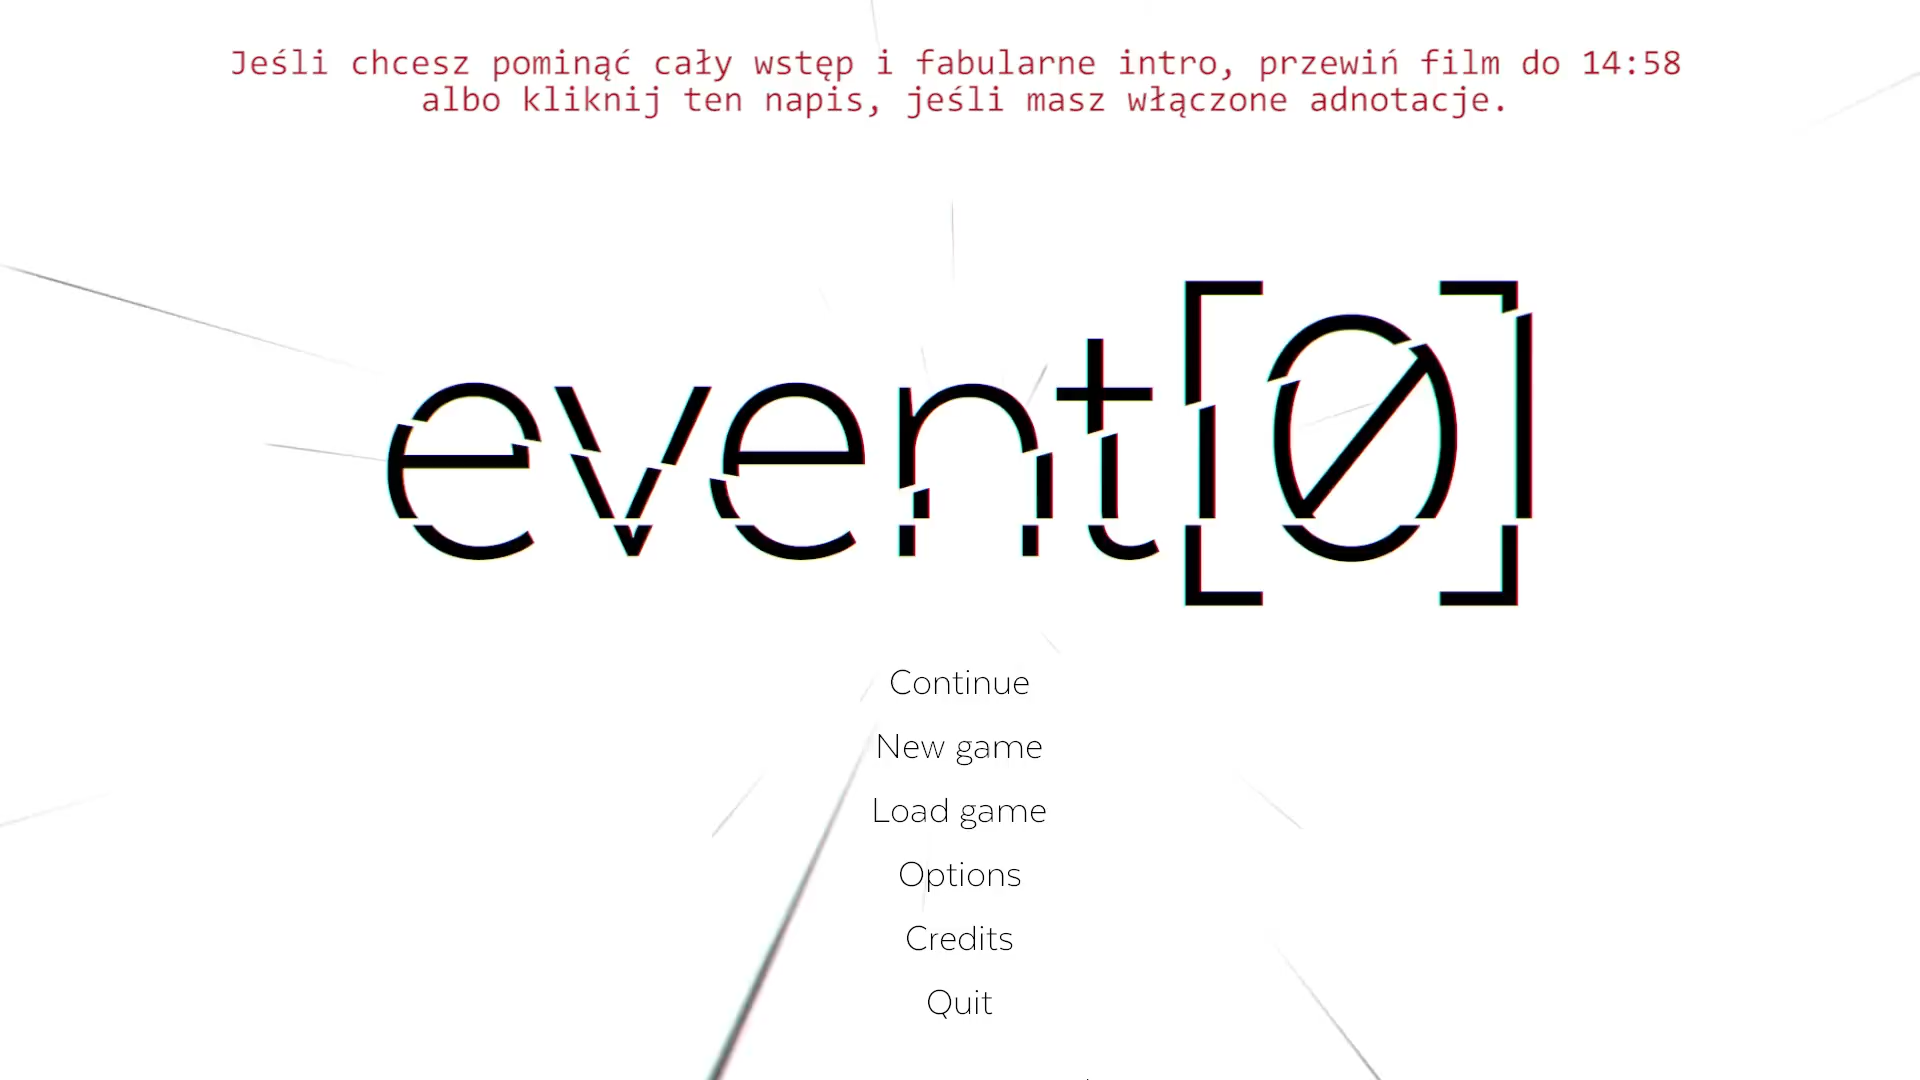 Jeśli chcesz pominąć cały wstęp i fabularne intro, przewiń film do 14:58
albo kliknij ten napis, jeśli masz włączone adnotacje.
event[0]
Continue
New game
Load game
Options
Credits
Quit